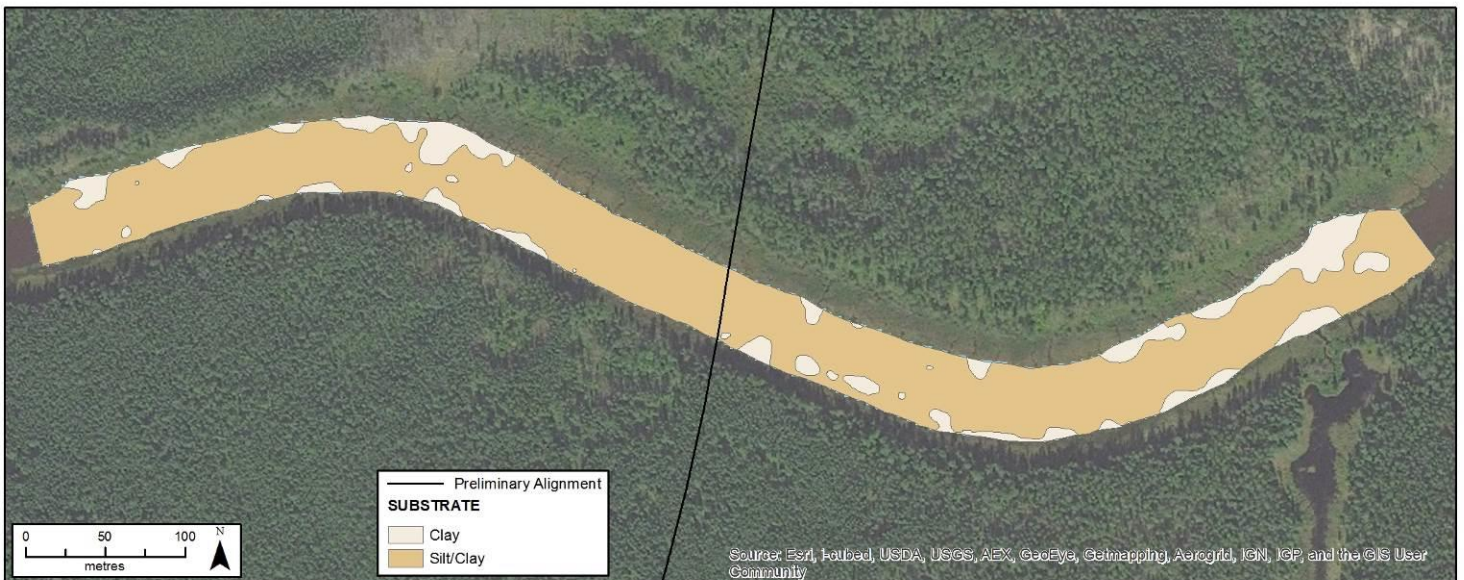 Preliminary Alignment
SUBSTRATE
Clay
Silt/Clay
0 50 100
metres
N
Source: Esri, i-cubed, USDA, USGS, AEX, GeoEye, Getmapping, Aerogrid, IGN, IGP, and the GIS User
Community